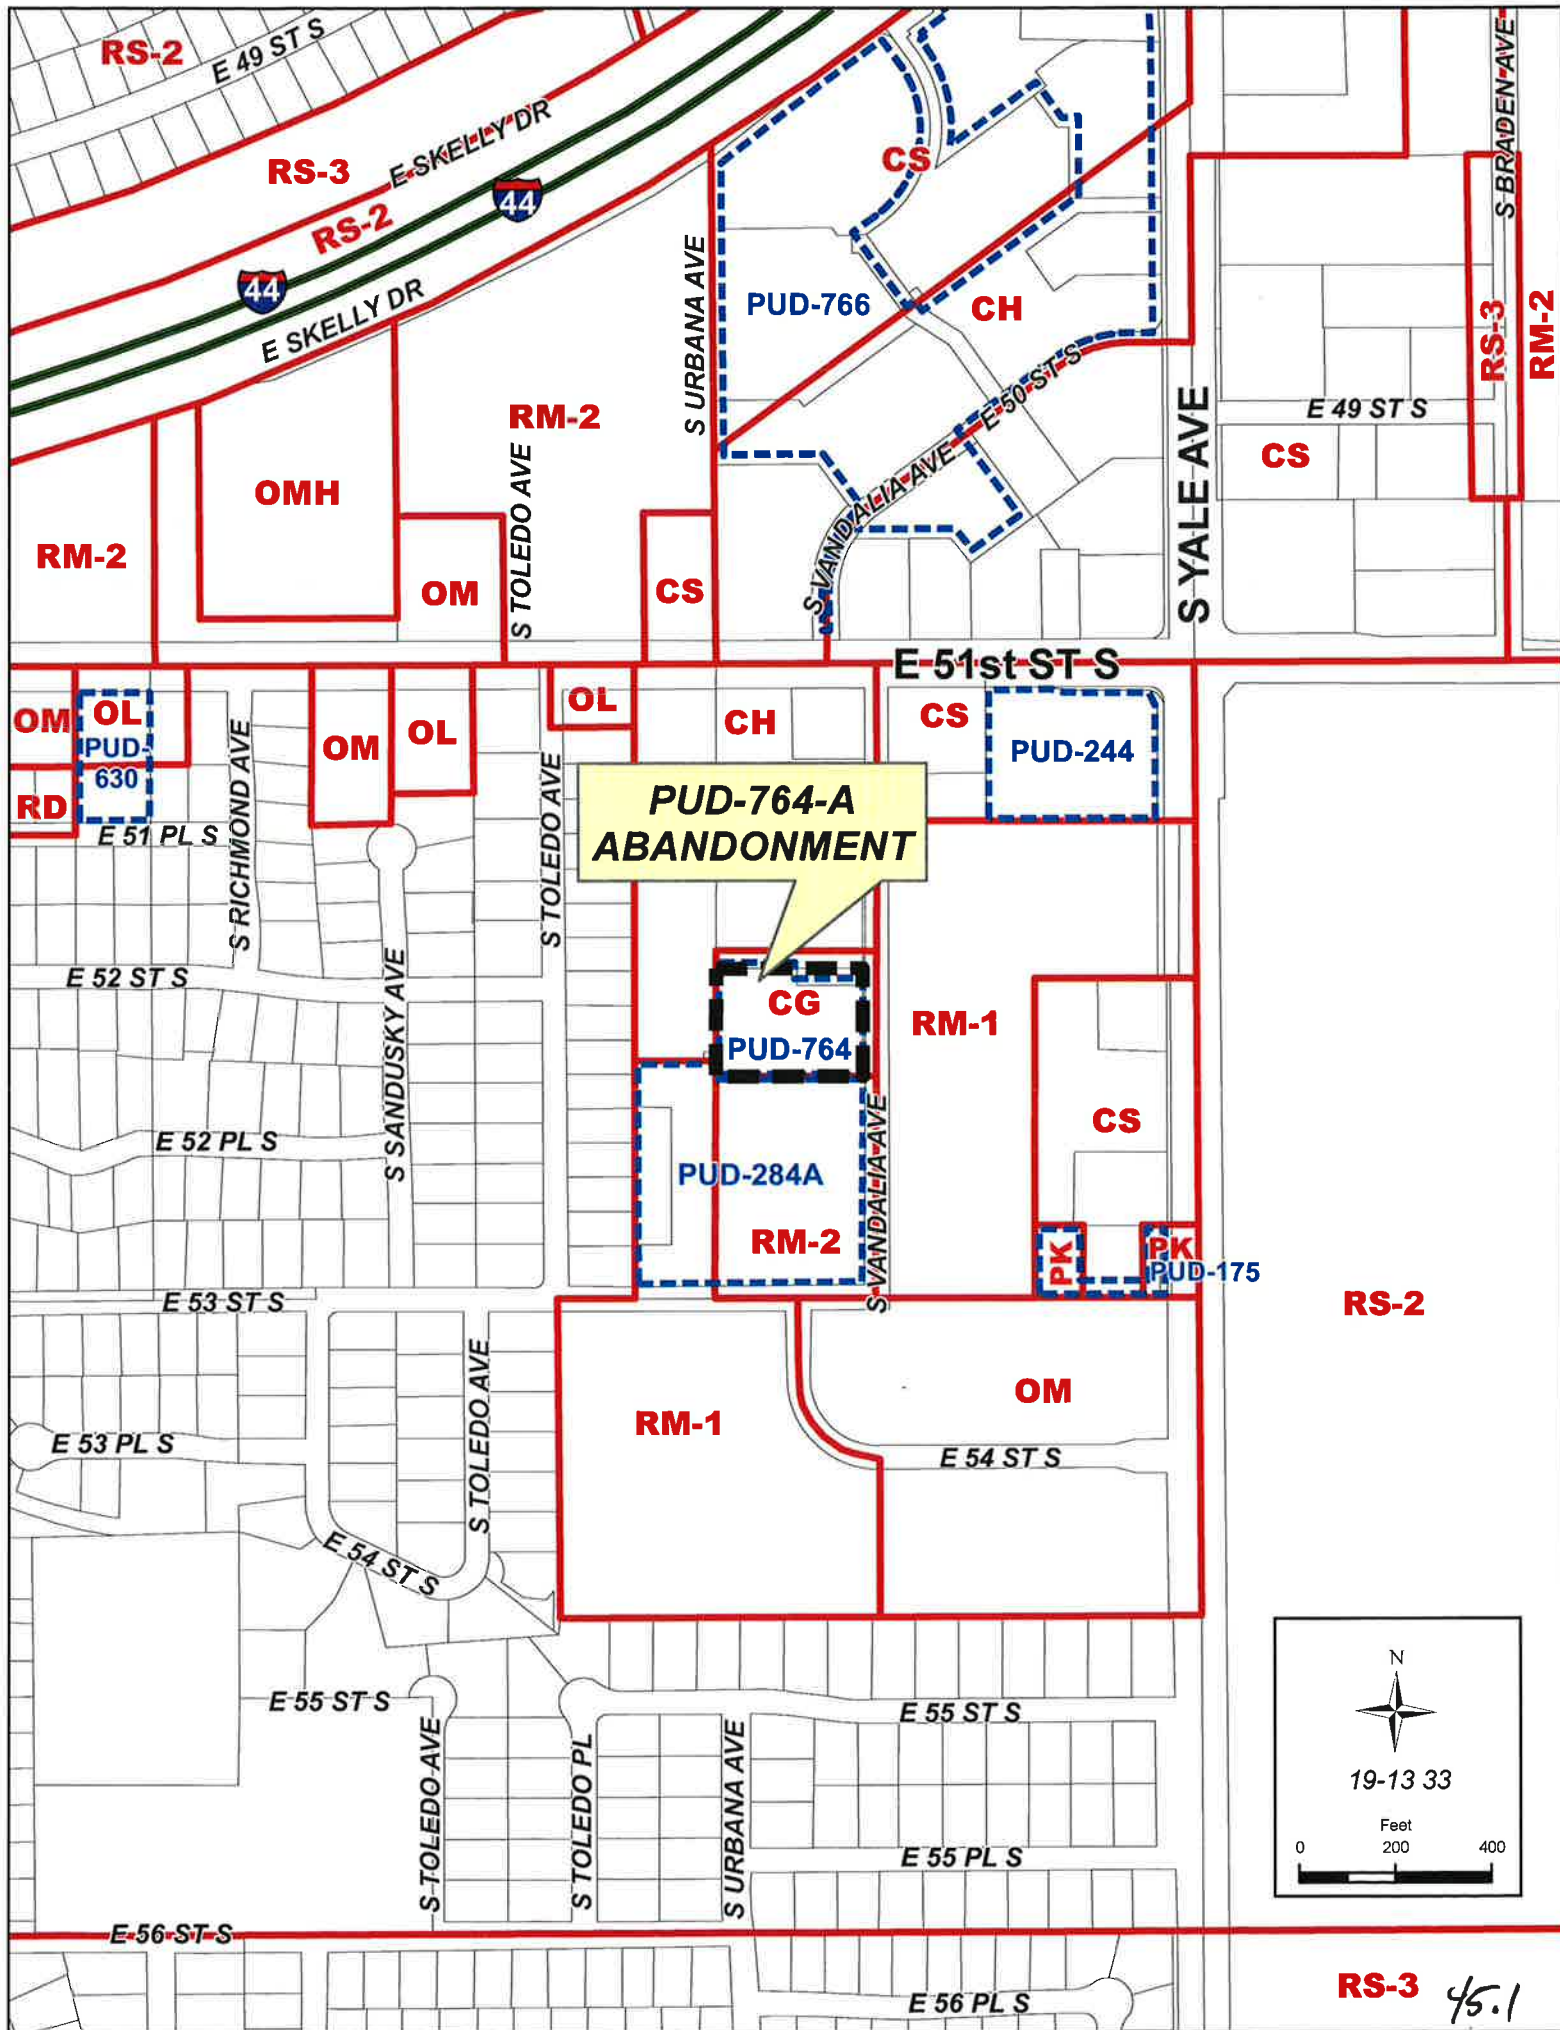 RS-2
E 49 ST S
S BRADEN AVE
E SKELLY DR
CS
RS-3
44
RS-2
44
E SKELLY DR
S URBANA AVE
PUD-766
CH
RS-3
RM-2
E 50 ST S
RM-2
S YALE AVE
E 49 ST S
CS
OMH
S TOLEDO AVE
S VANDALIA AVE
RM-2
OM
CS
E 51st ST S
OM
OL
PUD-
630
OM
OL
OL
CH
CS
PUD-244
RD
E 51 PL S
S RICHMOND AVE
S TOLEDO AVE
PUD-764-A
ABANDONMENT
E 52 ST S
S SANDUSKY AVE
CG
PUD-764
RM-1
CS
E 52 PL S
PUD-284A
RM-2
S VANDALIA AVE
PK
PK
PUD-175
E 53 ST S
RS-2
S TOLEDO AVE
RM-1
OM
E 53 PL S
E 54 ST S
E 54 ST S
N
E 55 ST S
E 55 ST S
S TOLEDO AVE
S TOLEDO PL
S URBANA AVE
19-13 33
Feet
0 200 400
E 55 PL S
E 56 ST S
RS-3
45.1
E 56 PL S